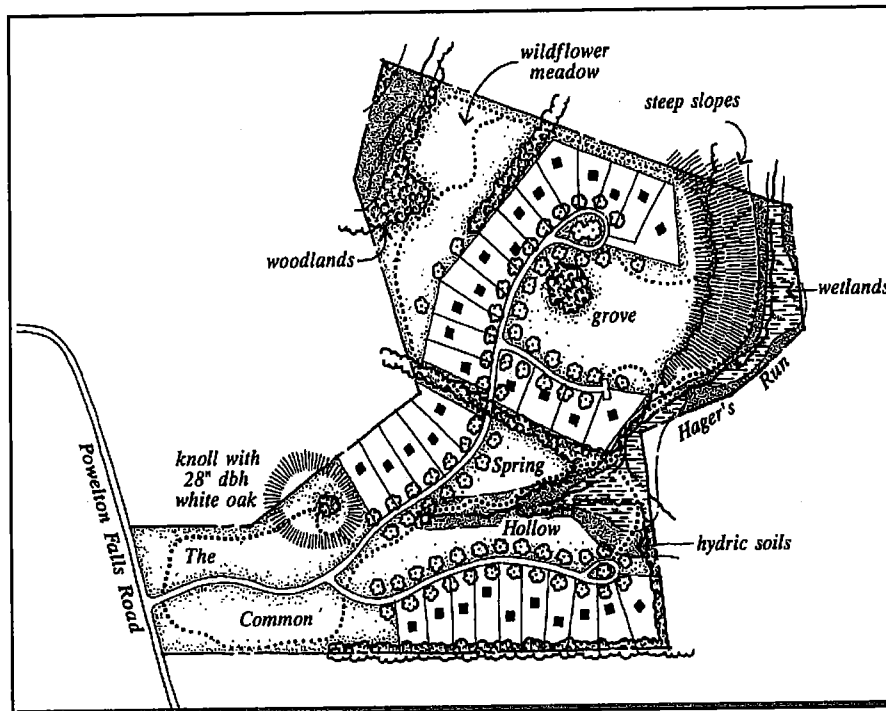 wildflower
meadow
steep slopes
woodlands
wetlands
grove
Hager's Run
knoll with
28" dbh
white oak
Spring
Hollow
hydric soils
The
Common
Powelton Falls Road